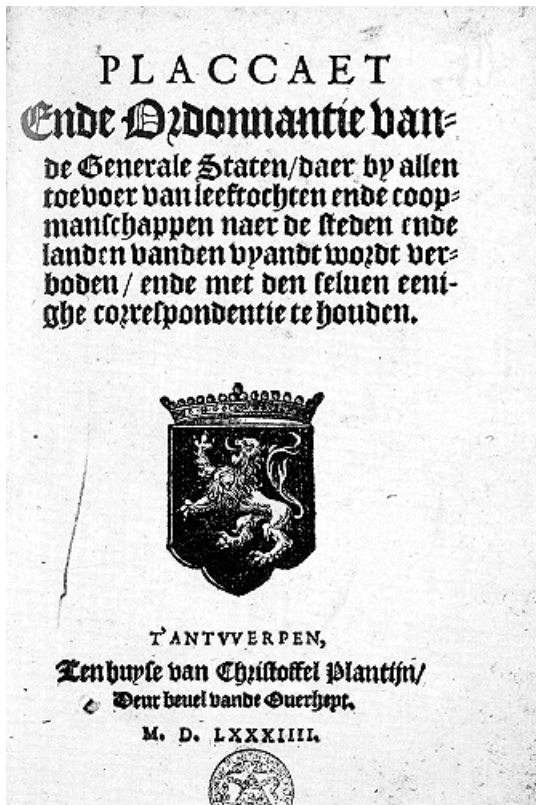 PLACCAET
Ende Ordonnantie van-
de Generale Staten/daer by allen
toevoer van leeftochten ende coop-
manschappen naer de steden ende
landen vanden vyandt wordt ver-
boden/ ende met den seluen eeni-
ghe correspondentie te houden.
T'ANTVVERPEN,
Ten huyse van Christoffel Plantijn/
Deur beuel vande Ouerheyt.
M. D. LXXXIIII.